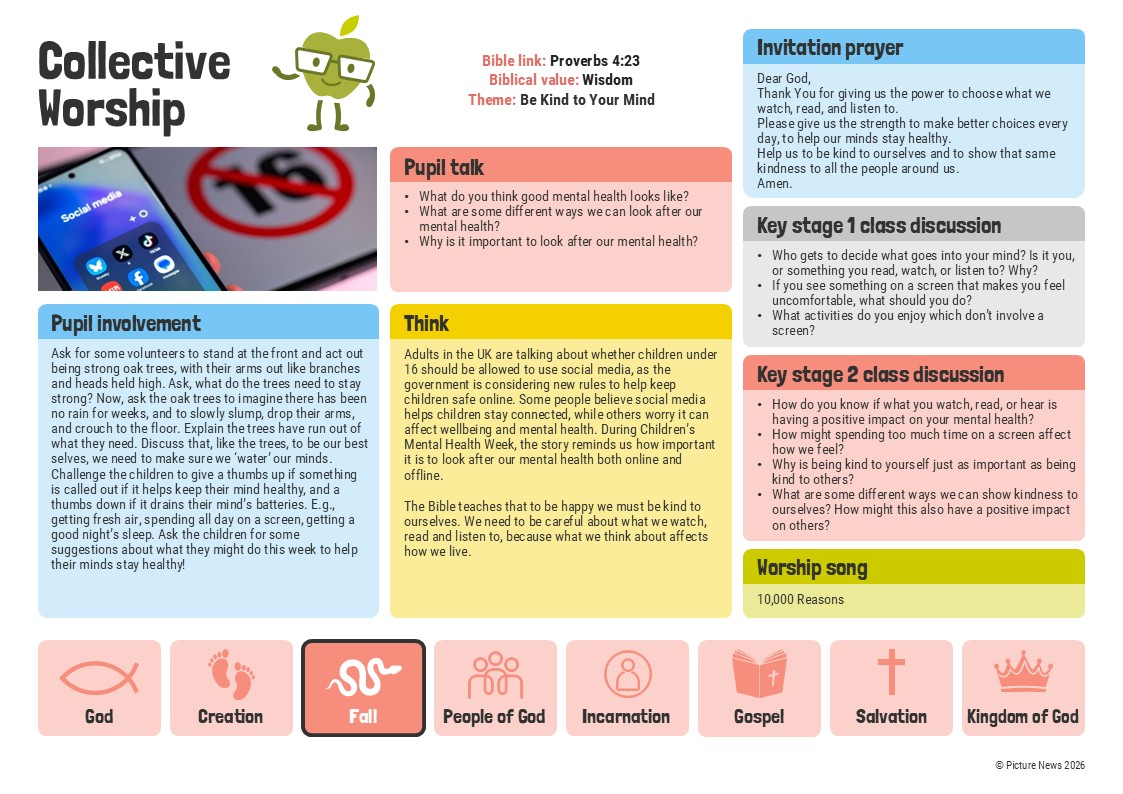 Collective
Worship
Bible link: Proverbs 4:23
Biblical value: Wisdom
Theme: Be Kind to Your Mind
Invitation prayer
Dear God,
Thank You for giving us the power to choose what we
watch, read, and listen to.
Please give us the strength to make better choices every
day, to help our minds stay healthy.
Help us to be kind to ourselves and to show that same
kindness to all the people around us.
Amen.
Social media
16
Pupil talk
• What do you think good mental health looks like?
• What are some different ways we can look after our
mental health?
• Why is it important to look after our mental health?
Key stage 1 class discussion
• Who gets to decide what goes into your mind? Is it you,
or something you read, watch, or listen to? Why?
• If you see something on a screen that makes you feel
uncomfortable, what should you do?
• What activities do you enjoy which don’t involve a
screen?
Pupil involvement
Ask for some volunteers to stand at the front and act out
being strong oak trees, with their arms out like branches
and heads held high. Ask, what do the trees need to stay
strong? Now, ask the oak trees to imagine there has been
no rain for weeks, and to slowly slump, drop their arms,
and crouch to the floor. Explain the trees have run out of
what they need. Discuss that, like the trees, to be our best
selves, we need to make sure we ‘water’ our minds.
Challenge the children to give a thumbs up if something
is called out if it helps keep their mind healthy, and a
thumbs down if it drains their mind’s batteries. E.g.,
getting fresh air, spending all day on a screen, getting a
good night’s sleep. Ask the children for some
suggestions about what they might do this week to help
their minds stay healthy!
Think
Adults in the UK are talking about whether children under
16 should be allowed to use social media, as the
government is considering new rules to help keep
children safe online. Some people believe social media
helps children stay connected, while others worry it can
affect wellbeing and mental health. During Children’s
Mental Health Week, the story reminds us how important
it is to look after our mental health both online and
offline.
The Bible teaches that to be happy we must be kind to
ourselves. We need to be careful about what we watch,
read and listen to, because what we think about affects
how we live.
Key stage 2 class discussion
• How do you know if what you watch, read, or hear is
having a positive impact on your mental health?
• How might spending too much time on a screen affect
how we feel?
• Why is being kind to yourself just as important as being
kind to others?
• What are some different ways we can show kindness to
ourselves? How might this also have a positive impact
on others?
Worship song
10,000 Reasons
God
Creation
Fall
People of God
Incarnation
Gospel
Salvation
Kingdom of God
© Picture News 2026